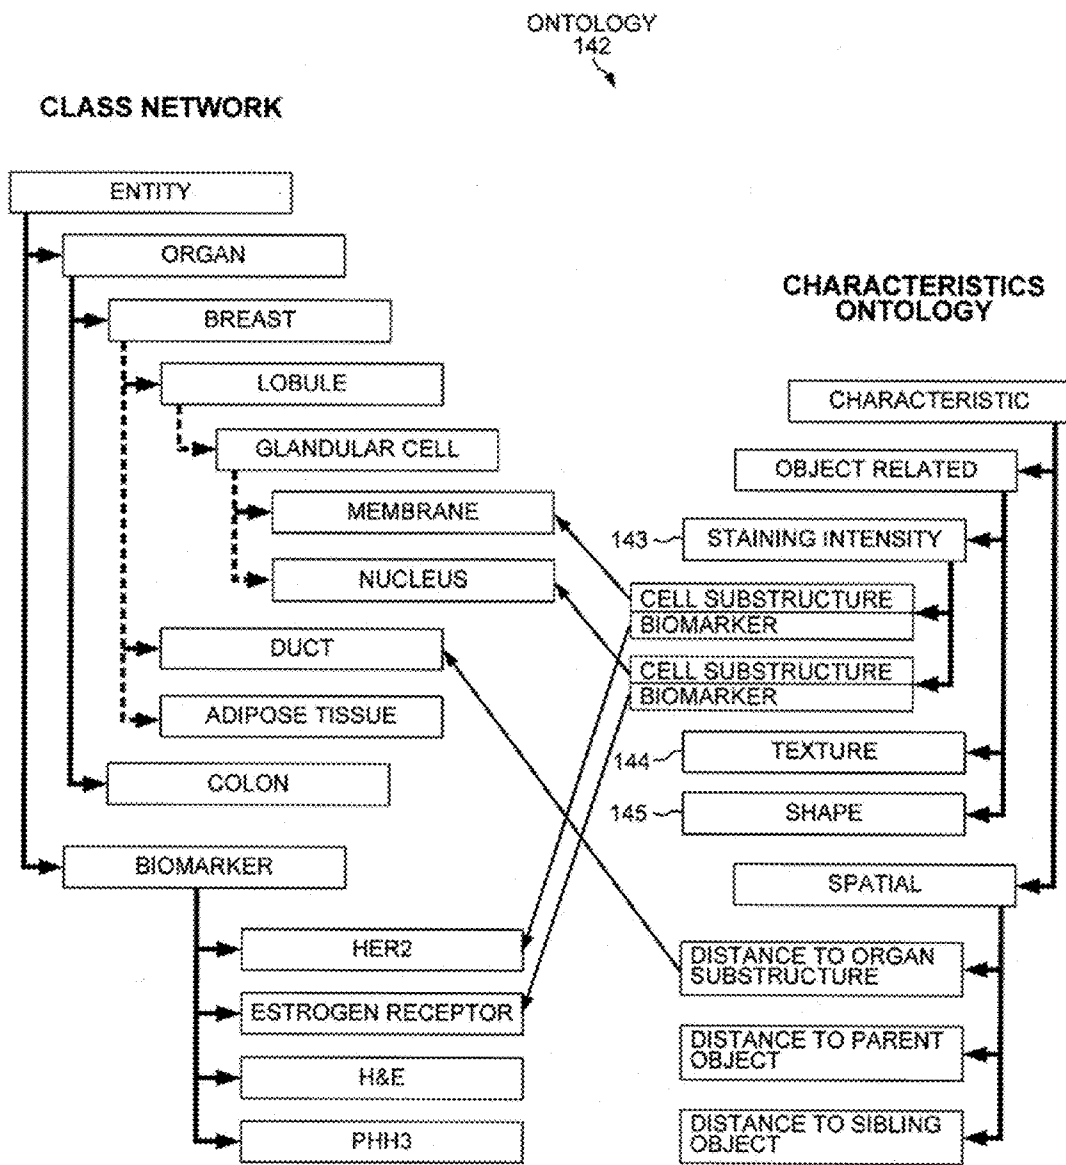 ONTOLOGY
142
CLASS NETWORK
ENTITY
ORGAN
BREAST
LOBULE
GLANDULAR CELL
MEMBRANE
NUCLEUS
DUCT
ADIPOSE TISSUE
COLON
BIOMARKER
HER2
ESTROGEN RECEPTOR
H&E
PHH3
CHARACTERISTICS
ONTOLOGY
CHARACTERISTIC
OBJECT RELATED
143
STAINING INTENSITY
CELL SUBSTRUCTURE
BIOMARKER
CELL SUBSTRUCTURE
BIOMARKER
144
TEXTURE
145
SHAPE
SPATIAL
DISTANCE TO ORGAN
SUBSTRUCTURE
DISTANCE TO PARENT
OBJECT
DISTANCE TO SIBLING
OBJECT